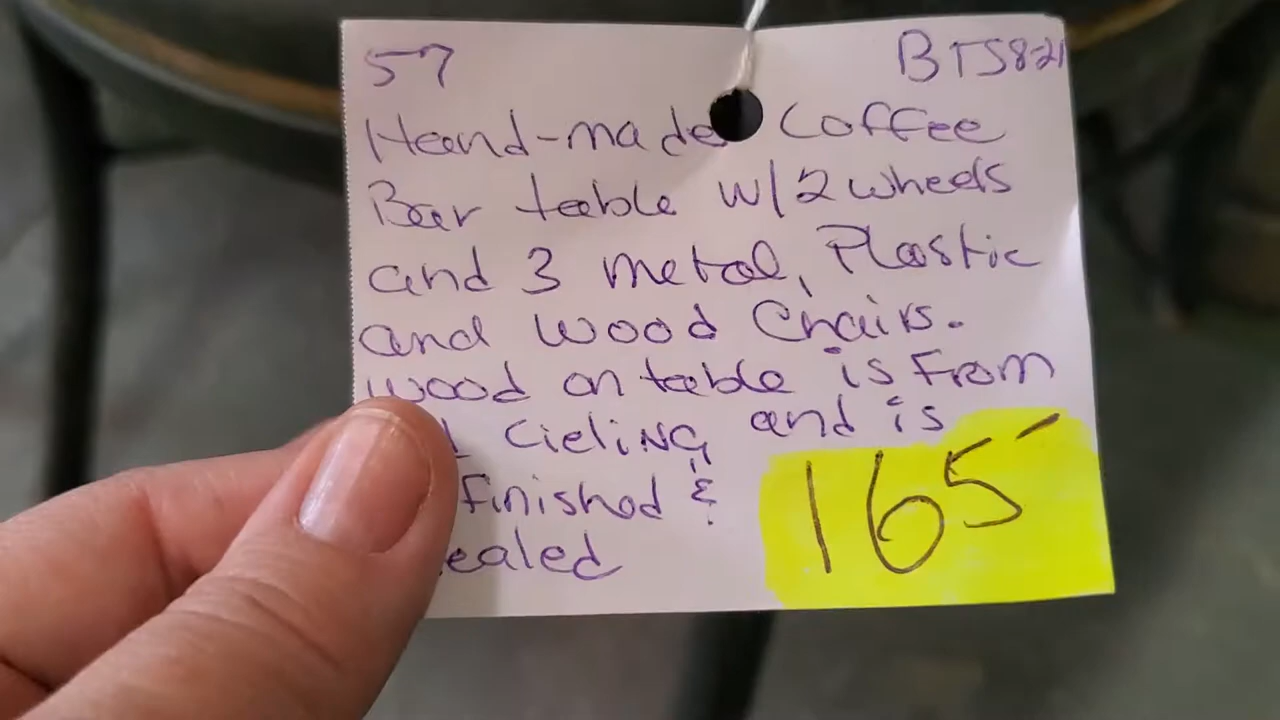 57 BTS821
Hand-made Coffee
Bar table w/2 wheels
and 3 metal, Plastic
and wood Chairs.
wood on table is From
Cieling and is
Finished &
ealed
165-